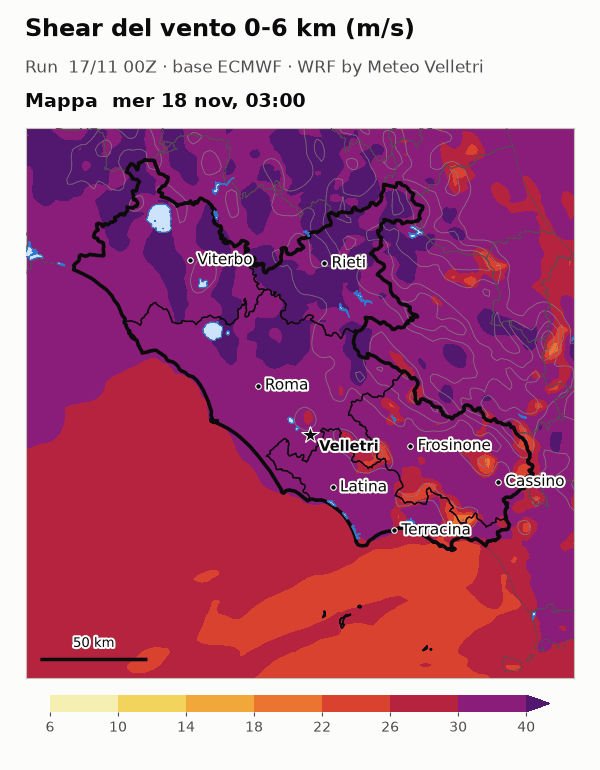 Shear del vento 0-6 km (m/s)
Run 17/11 00Z · base ECMWF · WRF by Meteo Velletri
Mappa mer 18 nov, 03:00
Viterbo
Rieti
Roma
Velletri
Frosinone
Latina
Cassino
Terracina
50 km
6 10 14 18 22 26 30 40